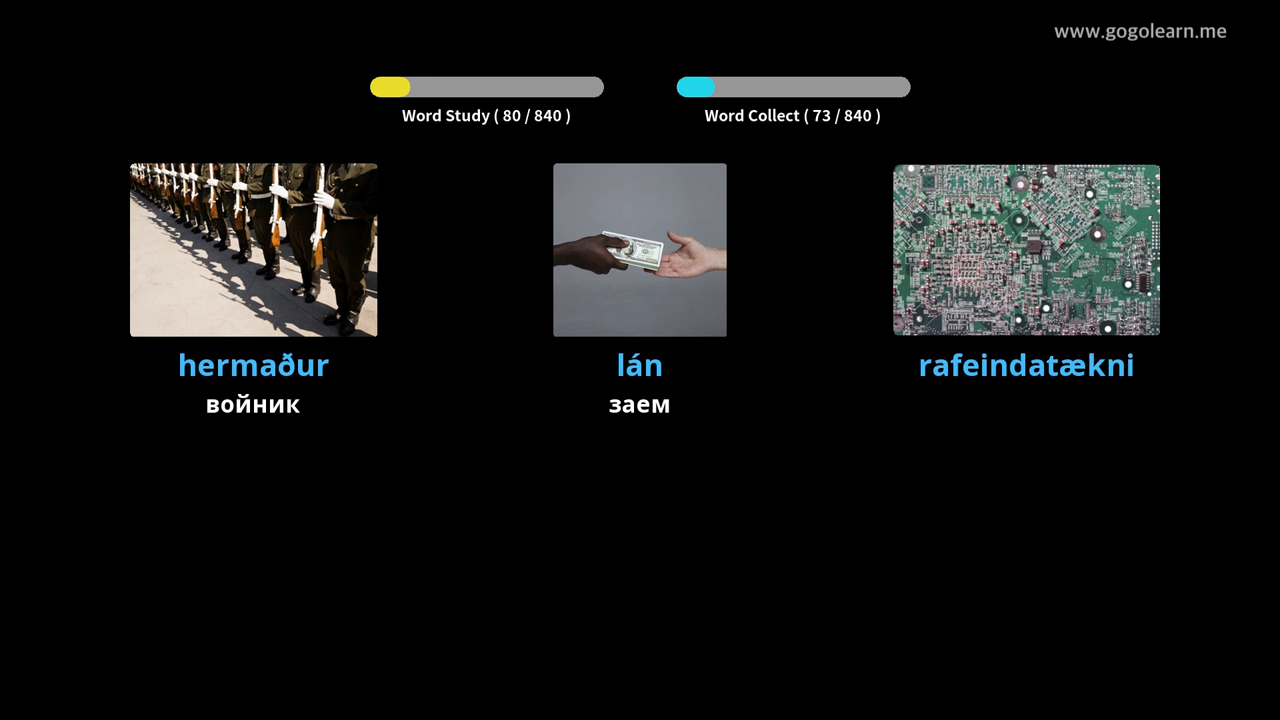 www.gogolearn.me
Word Study ( 80 / 840 )
Word Collect ( 73 / 840 )
hermaður
войник
lán
заем
rafeindatækni